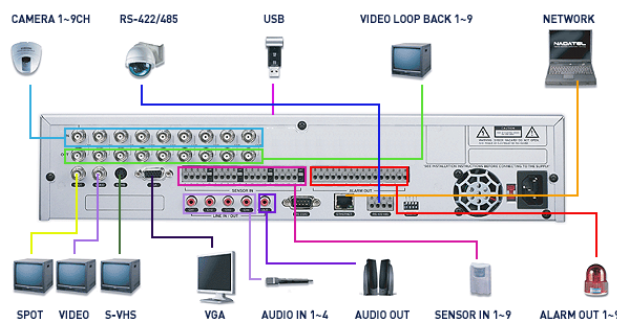 CAMERA 1~9CH
RS-422/485
USB
VIDEO LOOP BACK 1~9
NETWORK
NADATEL
SENSOR IN
ALARM OUT
LINE IN / OUT
SPOT
VIDEO
S-VHS
VGA
AUDIO IN 1~4
AUDIO OUT
SENSOR IN 1~9
ALARM OUT 1~9